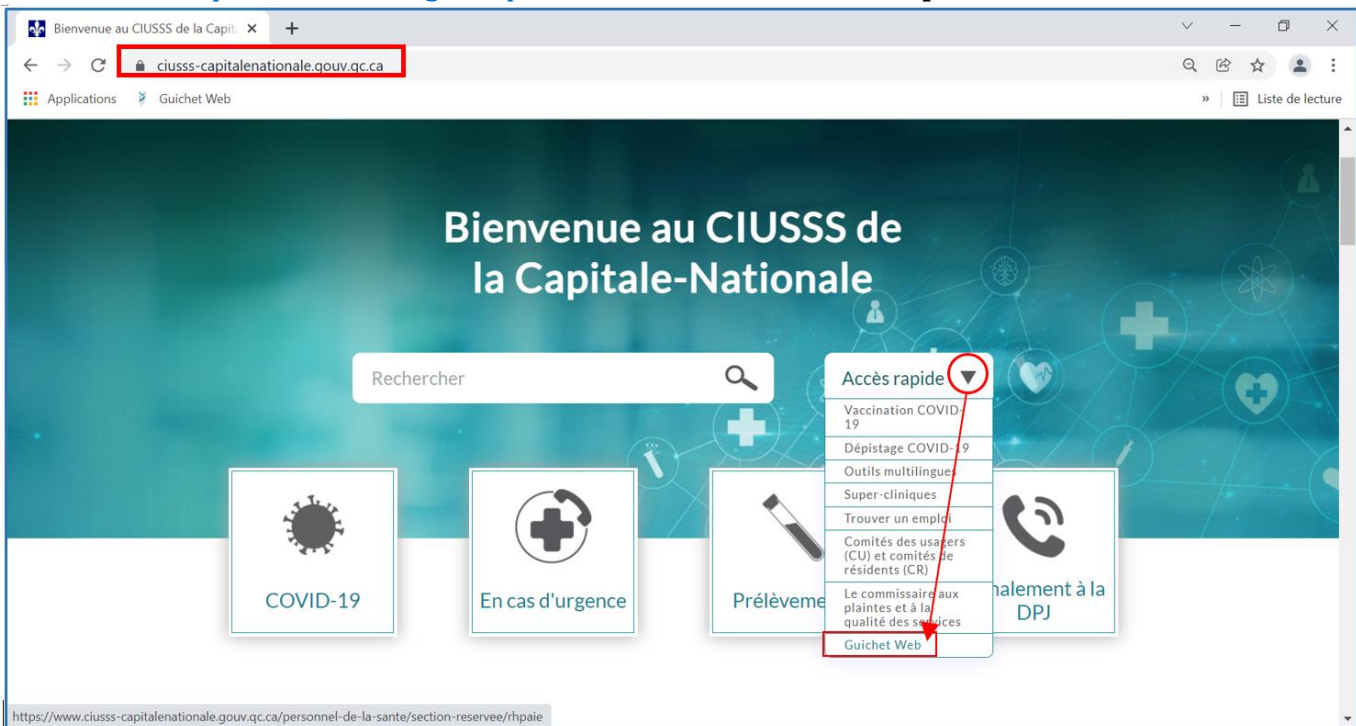 Bienvenue au CIUSSS de la Capit
ciusss-capitalenationale.gouv.qc.ca
Applications
Guichet Web
»
Liste de lecture
Bienvenue au CIUSSS de
la Capitale-Nationale
Rechercher
Accès rapide
Vaccination COVID-
19
Dépistage COVID-19
Outils multilingues
Super-cliniques
Trouver un emploi
Comités des usagers
(CU) et comités de
résidents (CR)
Le commissaire aux
plaintes et à la
qualité des services
Guichet Web
COVID-19
En cas d'urgence
Prélèveme
nalement à la
DPJ
https://www.ciusss-capitalenationale.gouv.qc.ca/personnel-de-la-sante/section-reservee/rhpaie